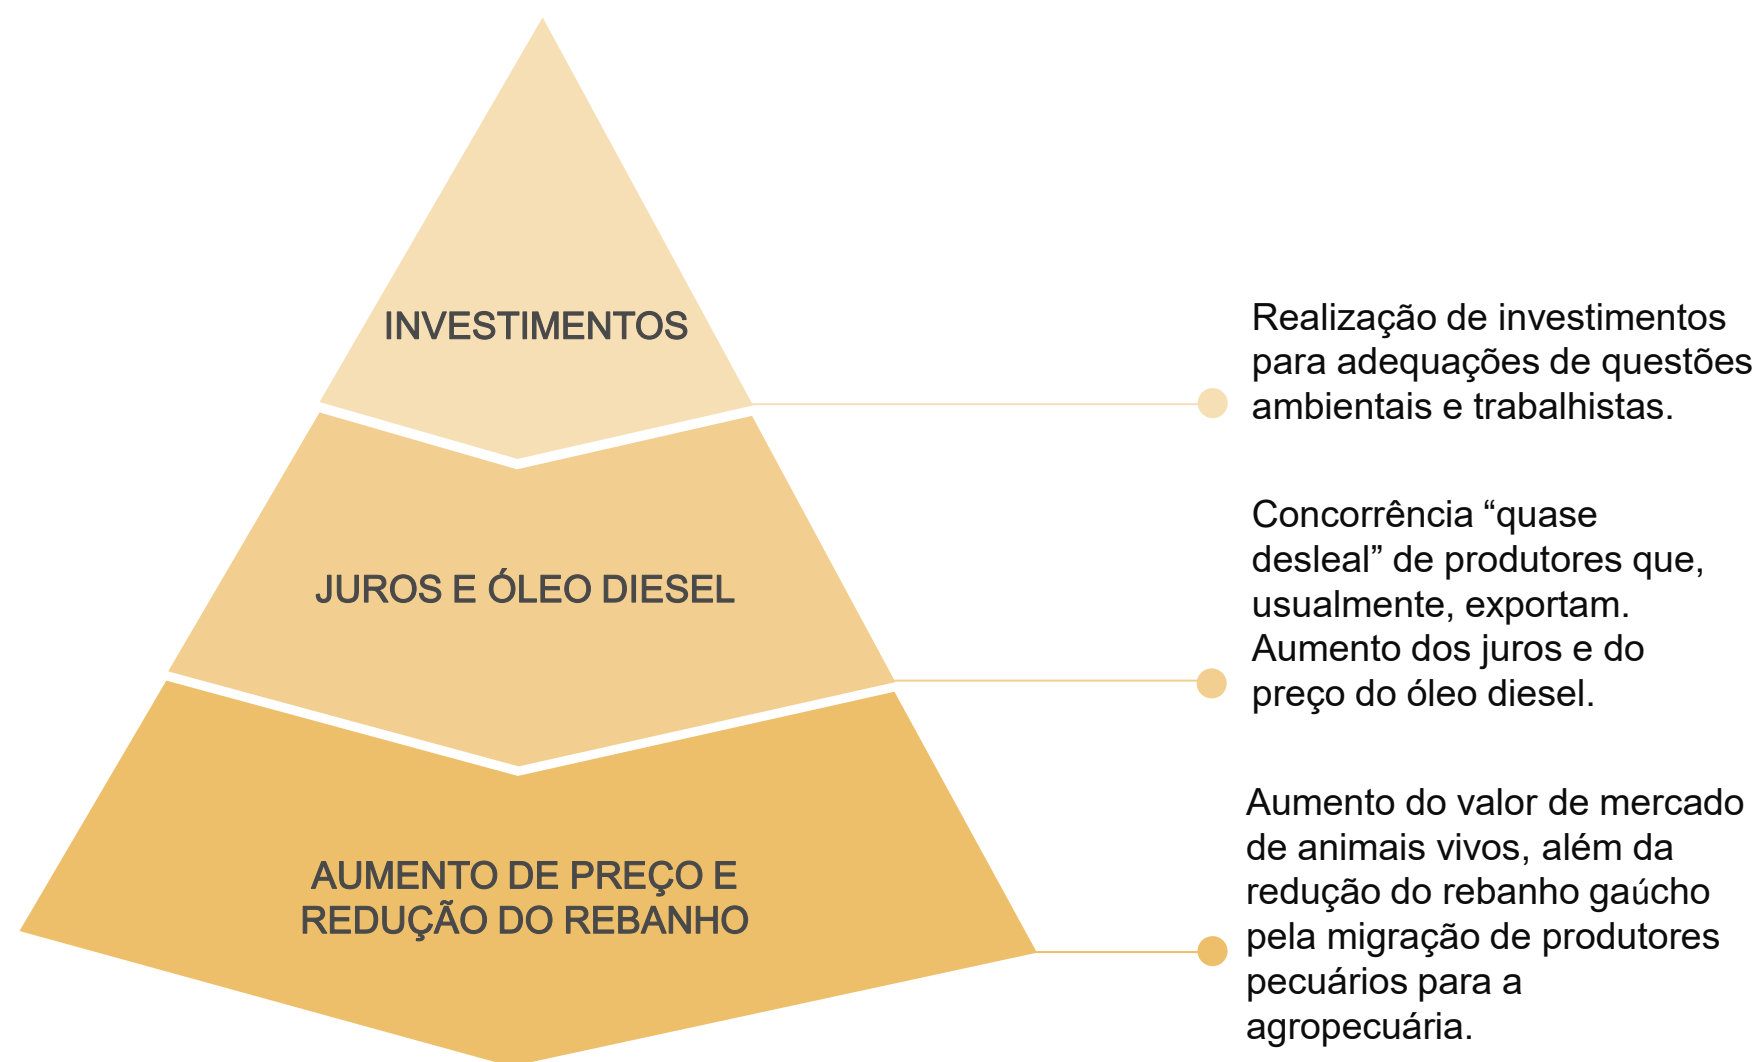 INVESTIMENTOS
Realização de investimentos
para adequações de questões
ambientais e trabalhistas.
JUROS E ÓLEO DIESEL
Concorrência “quase
desleal” de produtores que,
usualmente, exportam.
Aumento dos juros e do
preço do óleo diesel.
AUMENTO DE PREÇO E
REDUÇÃO DO REBANHO
Aumento do valor de mercado
de animais vivos, além da
redução do rebanho gaúcho
pela migração de produtores
pecuários para a
agropecuária.